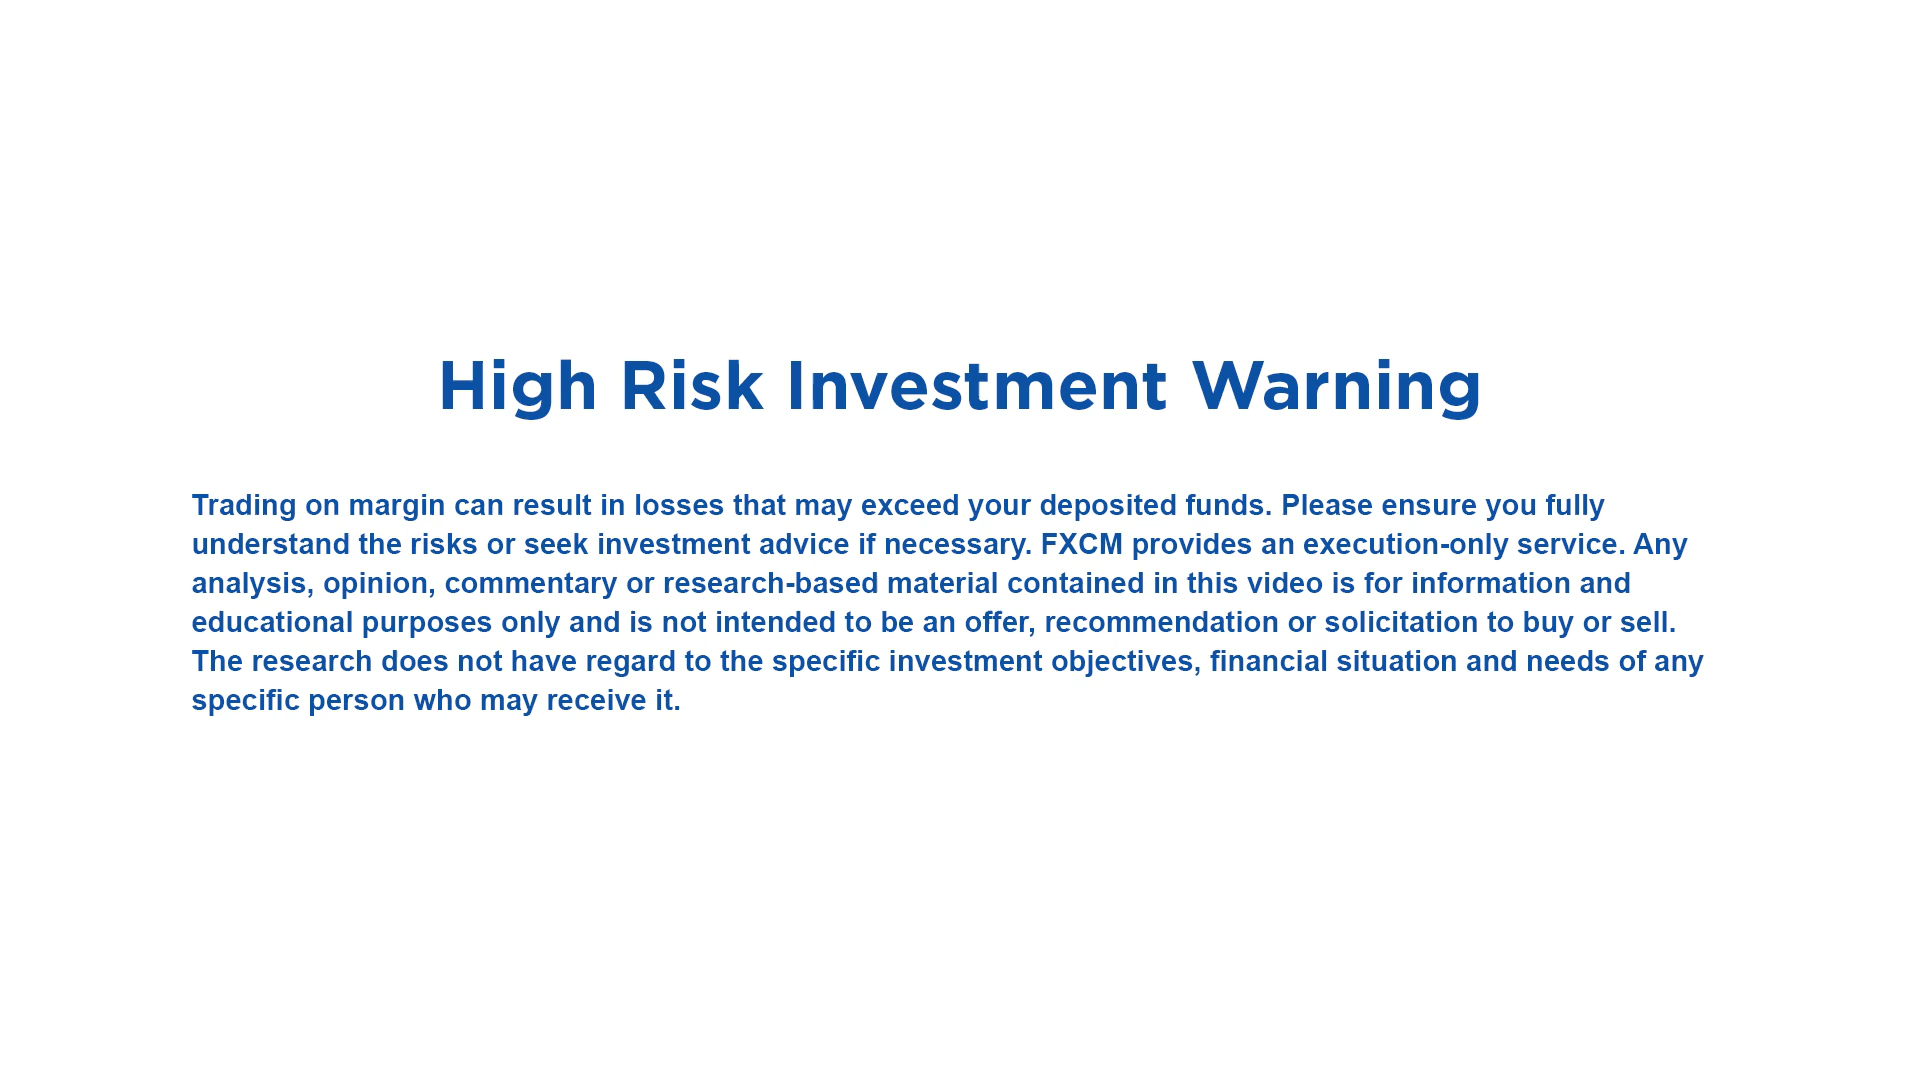 High Risk Investment Warning
Trading on margin can result in losses that may exceed your deposited funds. Please ensure you fully
understand the risks or seek investment advice if necessary. FXCM provides an execution-only service. Any
analysis, opinion, commentary or research-based material contained in this video is for information and
educational purposes only and is not intended to be an offer, recommendation or solicitation to buy or sell.
The research does not have regard to the specific investment objectives, financial situation and needs of any
specific person who may receive it.